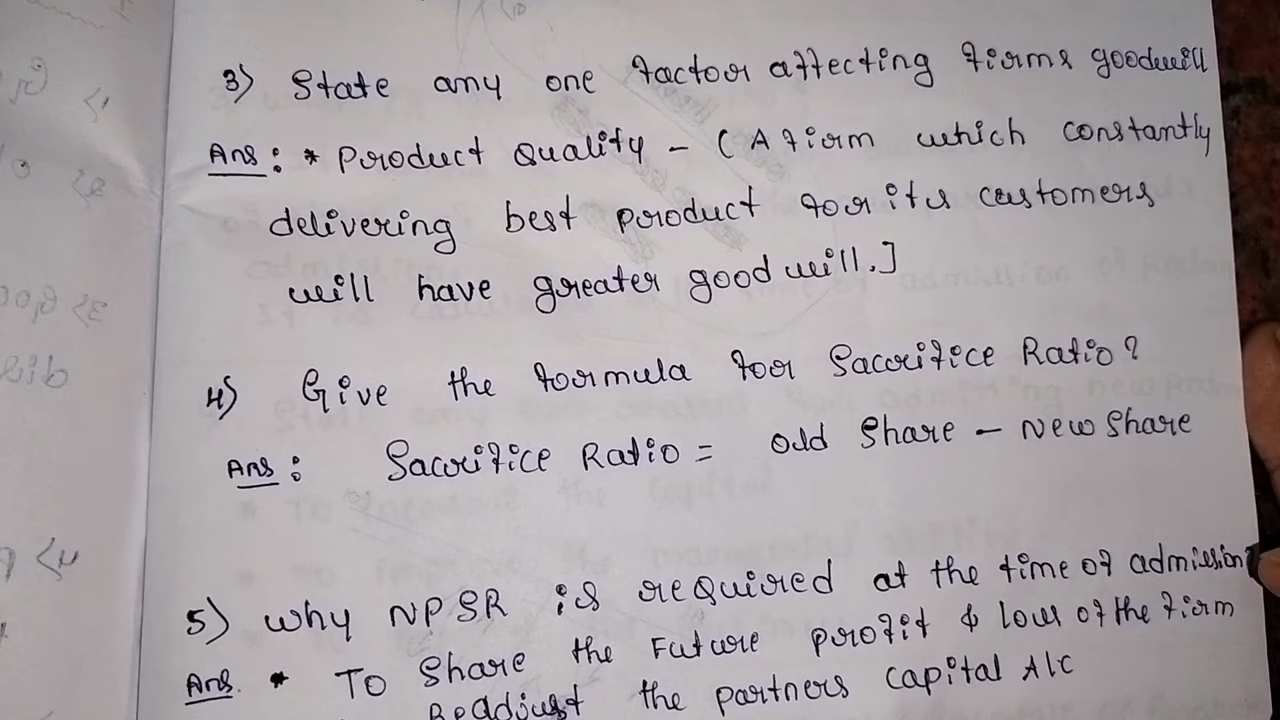 3) State any one factor affecting firms goodwill
Ans : * Product Quality - ( A firm which constantly
delivering best product for its customers
will have greater good will.]
4) Give the formula for Sacrifice Ratio?
Ans : Sacrifice Ratio = old Share - New Share
5) Why NPSR is required at the time of admission?
Ans. * To Share the Future profit & loss of the firm
Readjust the partners capital A/C